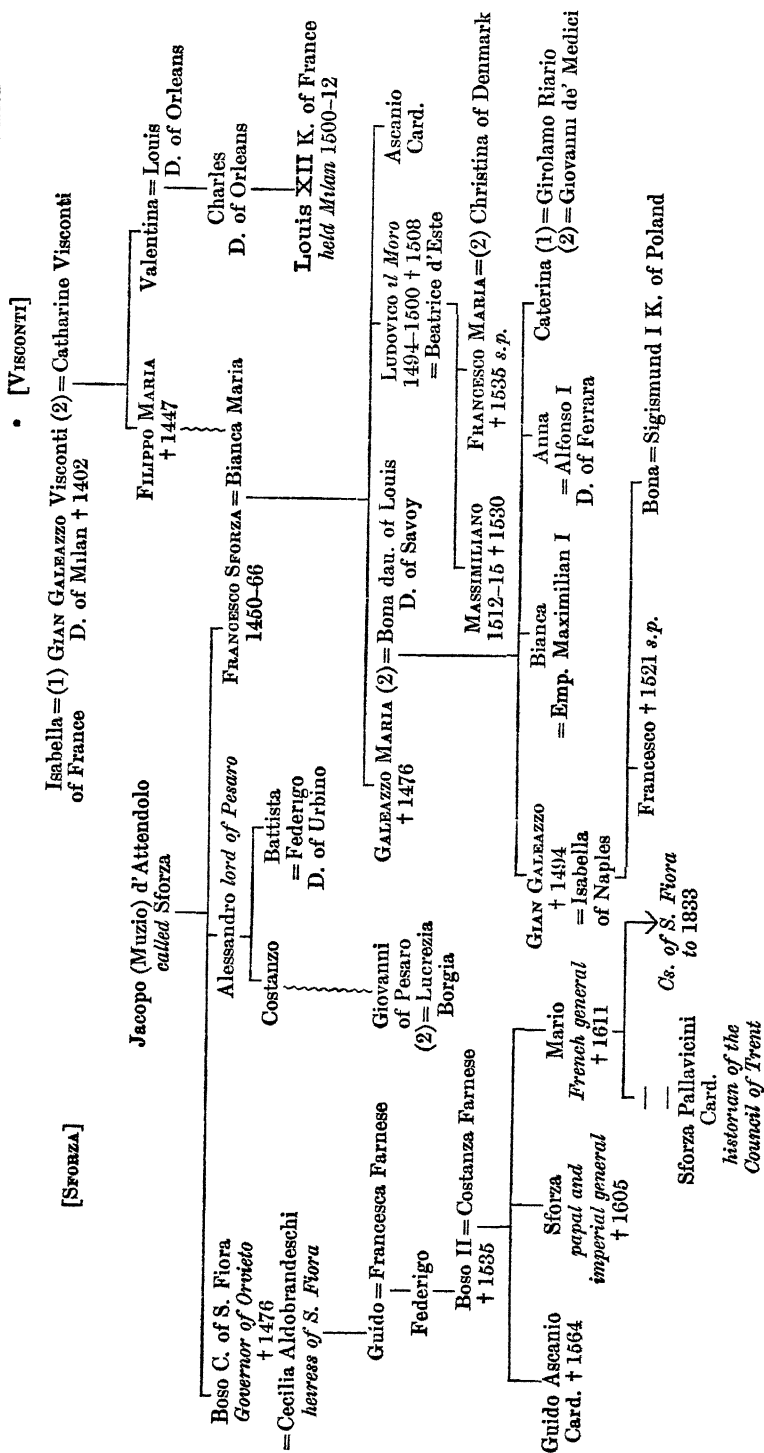 [VISCONTI]
Isabella=(1) GIAN GALEAZZO Visconti (2)=Catharine Visconti
of France D. of Milan †1402
FILIPPO MARIA
†1447
Valentina=Louis
D. of Orleans
Charles
D. of Orleans
Louis XII K. of France
held Milan 1500–12
[SFORZA]
Jacopo (Muzio) d'Attendolo
called Sforza
Boso C. of S. Fiora
Governor of Orvieto
†1476
=Cecilia Aldobrandeschi
heiress of S. Fiora
Alessandro lord of Pesaro
FRANCESCO SFORZA=Bianca Maria
1450–66
Costanzo
Battista
=Federigo
D. of Urbino
Guido=Francesca Farnese
Giovanni
of Pesaro
(2)=Lucrezia
Borgia
GALEAZZO MARIA (2)=Bona dau. of Louis
†1476 D. of Savoy
LUDOVICO il Moro
1494–1500 †1508
=Beatrice d'Este
Ascanio
Card.
Federigo
MASSIMILIANO
1512–15 †1530
FRANCESCO MARIA=(2) Christina of Denmark
†1535 s.p.
Boso II=Costanza Farnese
†1535
GIAN GALEAZZO
†1494
=Isabella
of Naples
Bianca
=Emp. Maximilian I
Anna
=Alfonso I
D. of Ferrara
Caterina (1)=Girolamo Riario
(2)=Giovanni de' Medici
Guido Ascanio
Card. †1564
Sforza
papal and
imperial general
†1605
Mario
French general
†1611
Francesco †1521 s.p.
Bona=Sigismund I K. of Poland
Sforza Pallavicini
Card.
historian of the
Council of Trent
Cs. of S. Fiora
to 1833